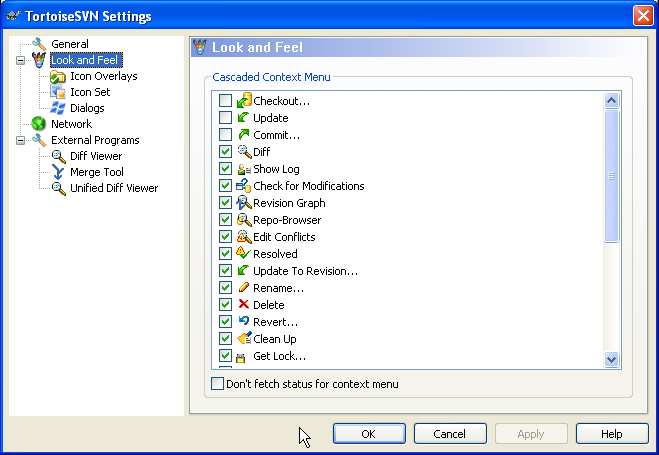 TortoiseSVN Settings
General
Look and Feel
Icon Overlays
Icon Set
Dialogs
Network
External Programs
Diff Viewer
Merge Tool
Unified Diff Viewer
Look and Feel
Cascaded Context Menu
Checkout...
Update
Commit...
Diff
Show Log
Check for Modifications
Revision Graph
Repo-Browser
Edit Conflicts
Resolved
Update To Revision...
Rename...
Delete
Revert...
Clean Up
Get Lock...
Don't fetch status for context menu
OK
Cancel
Apply
Help